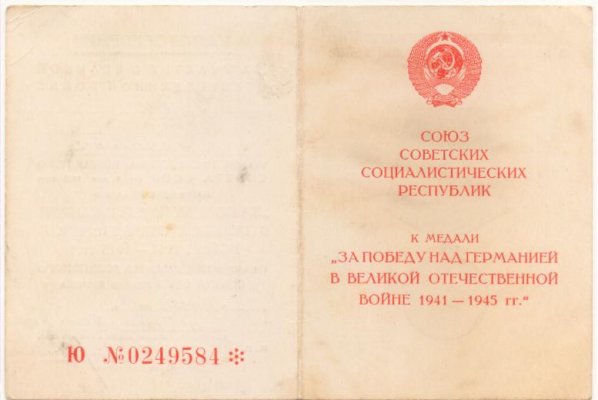 СОЮЗ
СОВЕТСКИХ
СОЦИАЛИСТИЧЕСКИХ
РЕСПУБЛИК
К МЕДАЛИ
„ЗА ПОБЕДУ НАД ГЕРМАНИЕЙ
В ВЕЛИКОЙ ОТЕЧЕСТВЕННОЙ
ВОЙНЕ 1941 — 1945 гг.“
Ю №0249584 ✻